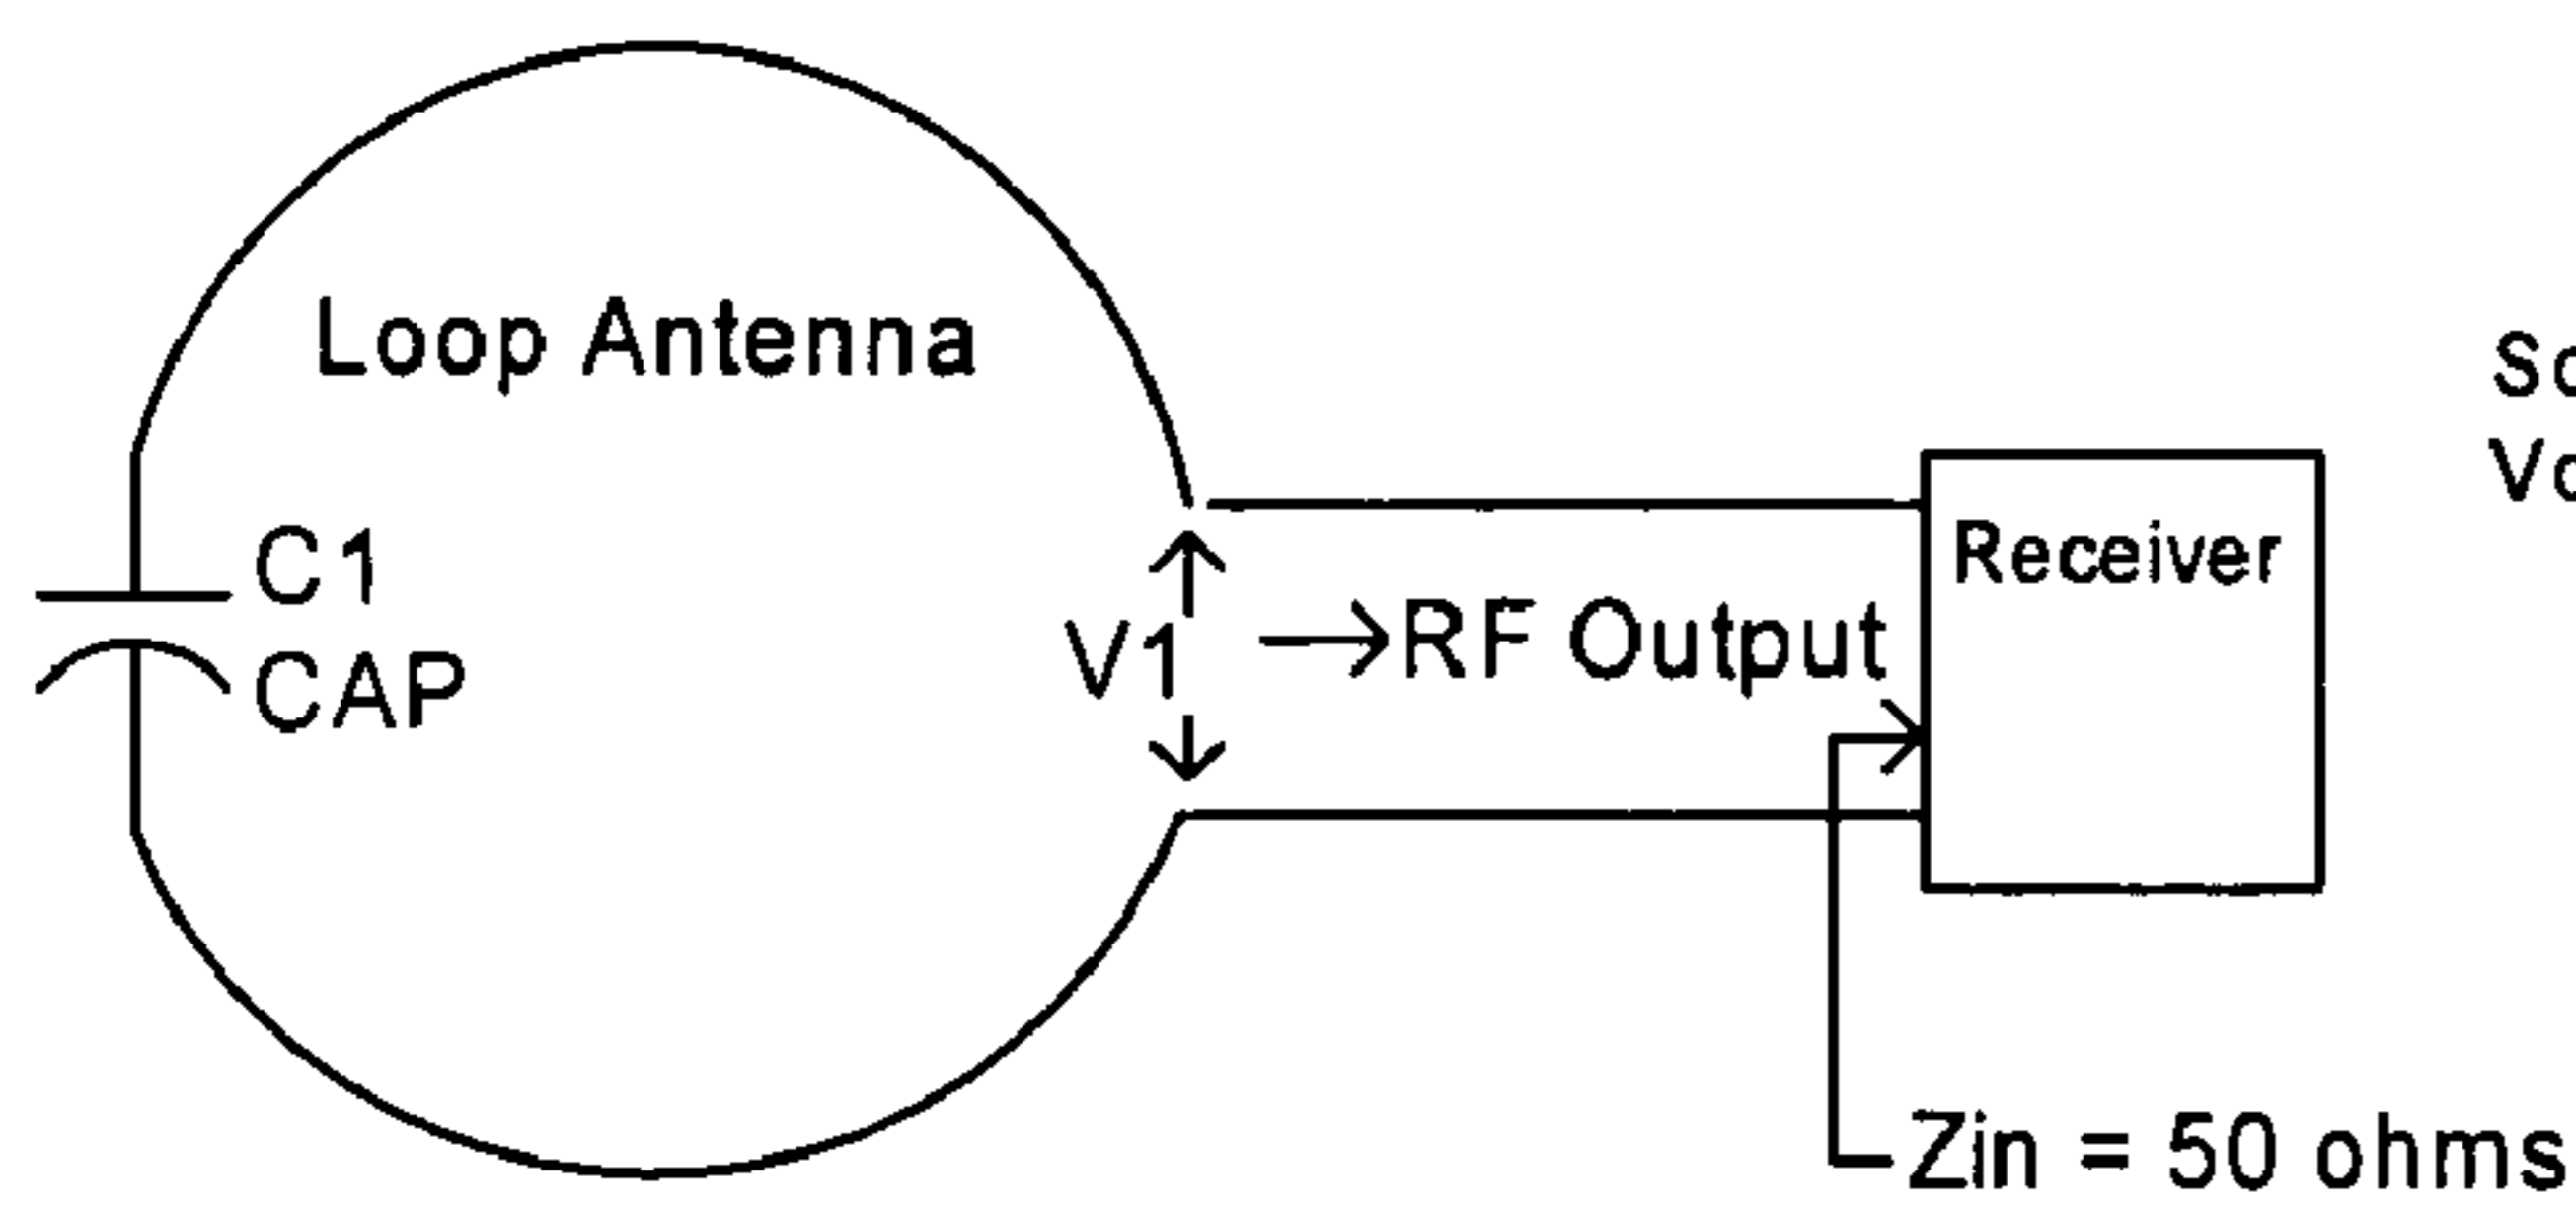 Loop Antenna
C1
CAP
V1
RF Output
Receiver
Zin = 50 ohms